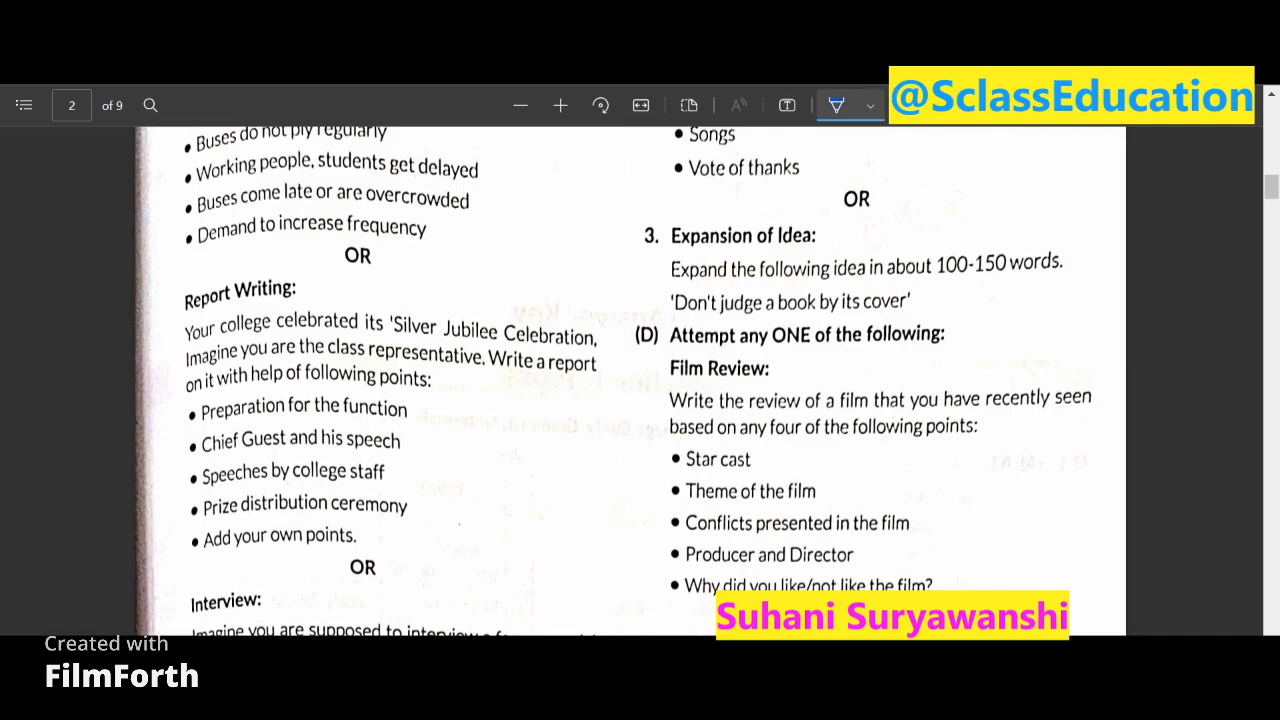 @SclassEducation
2 of 9
• Buses do not ply regularly
• Working people, students get delayed
• Buses come late or are overcrowded
• Demand to increase frequency
OR
Report Writing:
Your college celebrated its 'Silver Jubilee Celebration,
Imagine you are the class representative. Write a report
on it with help of following points:
• Preparation for the function
• Chief Guest and his speech
• Speeches by college staff
• Prize distribution ceremony
• Add your own points.
OR
Interview:
Imagine you are supposed to interview a
• Songs
• Vote of thanks
OR
3. Expansion of Idea:
Expand the following idea in about 100-150 words.
'Don't judge a book by its cover'
(D) Attempt any ONE of the following:
Film Review:
Write the review of a film that you have recently seen
based on any four of the following points:
• Star cast
• Theme of the film
• Conflicts presented in the film
• Producer and Director
• Why did you like/not like the film?
Suhani Suryawanshi
Created with
FilmForth